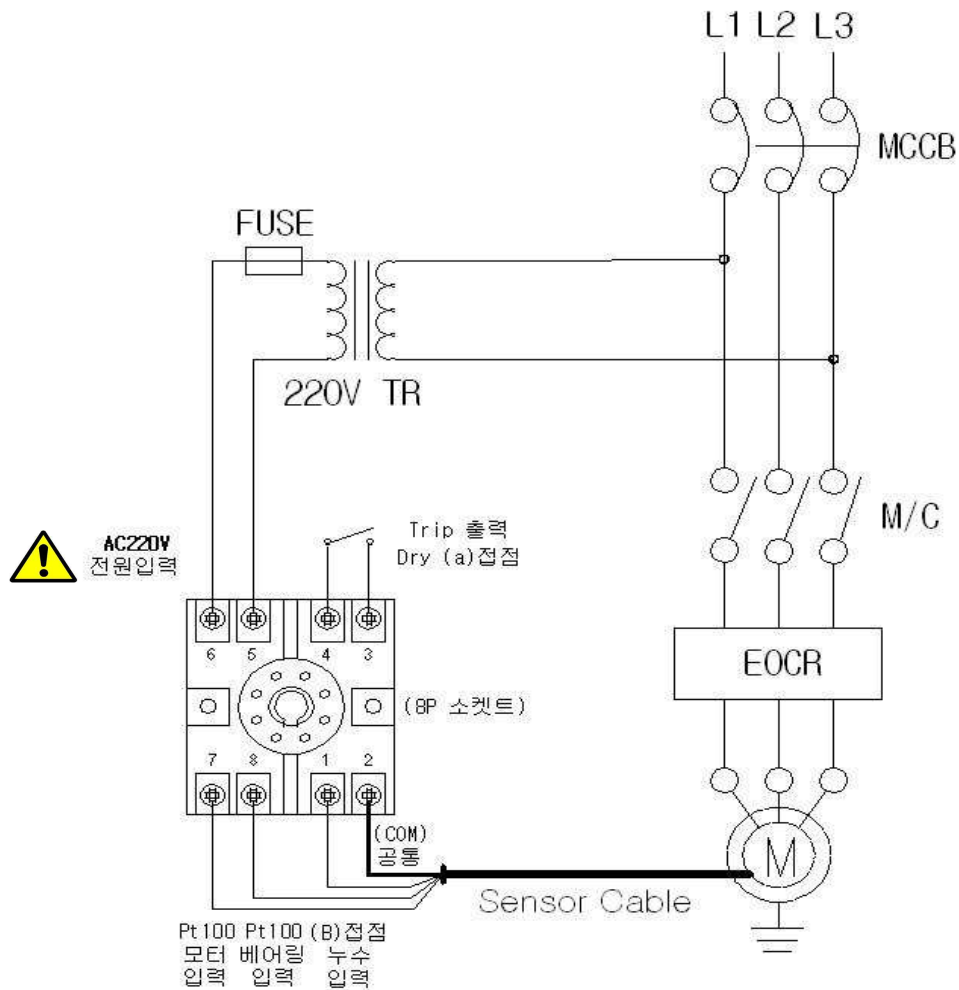 L1 L2 L3
MCCB
FUSE
220V TR
M/C
AC220V
전원입력
Trip 출력
Dry (a)접점
6 5 4 3
EOCR
(8P 소켓트)
7 8 1 2
(COM)
공통
M
Sensor Cable
Pt100 Pt100 (B)접점
모터 베어링 누수
입력 입력 입력